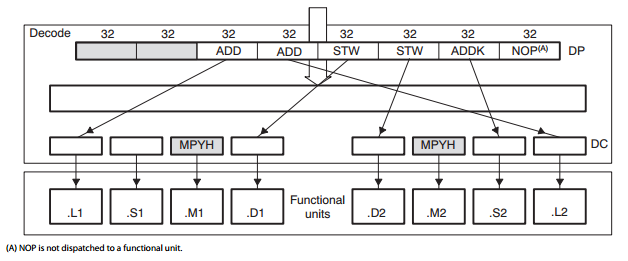 Decode 32 32 32 32 32 32 32 32
ADD ADD STW STW ADDK NOP(A) DP
MPYH MPYH DC
.L1 .S1 .M1 .D1 Functional units .D2 .M2 .S2 .L2
(A) NOP is not dispatched to a functional unit.